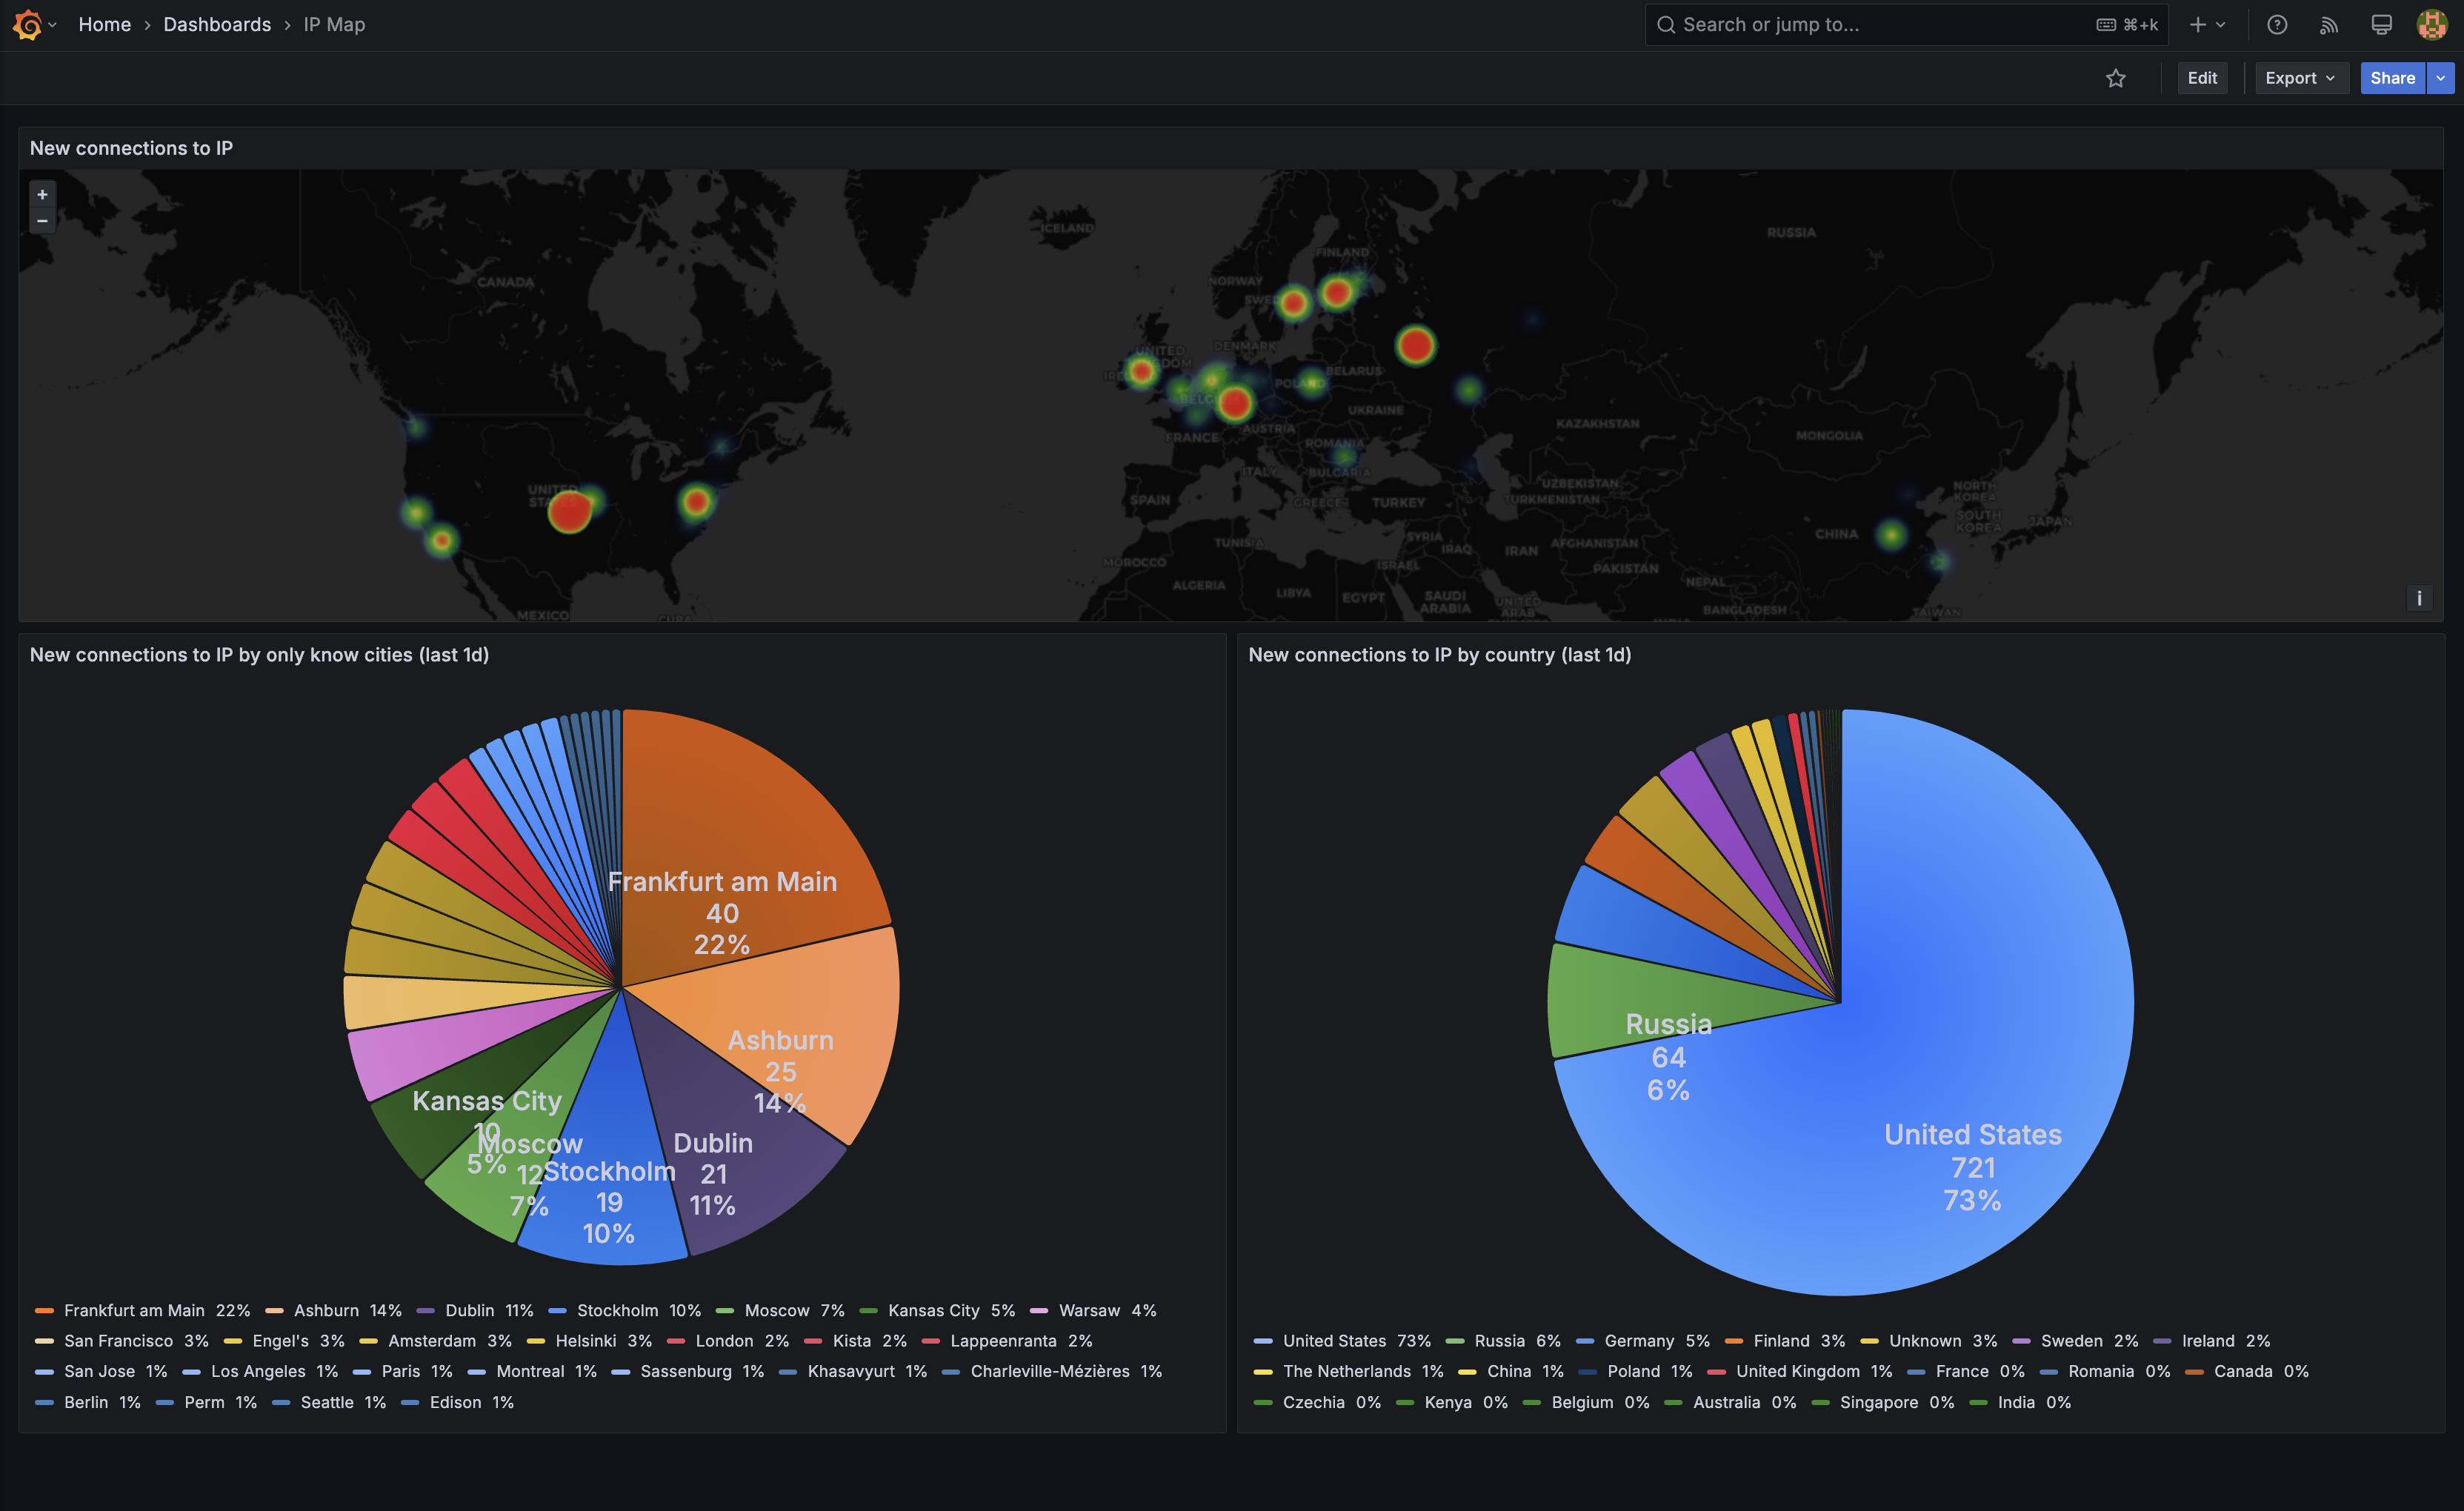 Home › Dashboards › IP Map
Search or jump to...
⌘+k
Edit
Export
Share
New connections to IP
+
−
ICELAND
RUSSIA
FINLAND
CANADA
NORWAY
DENMARK
UNITED
BELARUS
POLAND
UKRAINE
FRANCE
AUSTRIA
KAZAKHSTAN
MONGOLIA
ROMANIA
ITALY
BULGARIA
UNITED
SPAIN
GREECE
TURKEY
UZBEKISTAN
TURKMENISTAN
NORTH
KOREA
SOUTH
KOREA
JAPAN
CHINA
TUNISIA
SYRIA
IRAQ
IRAN
AFGHANISTAN
MOROCCO
ISRAEL
PAKISTAN
NEPAL
ALGERIA
LIBYA
EGYPT
SAUDI
ARABIA
UNITED
ARAB
BANGLADESH
TAIWAN
MEXICO
CUBA
i
New connections to IP by only know cities (last 1d)
Frankfurt am Main
40
22%
Ashburn
25
14%
Dublin
21
11%
Stockholm
19
10%
Moscow
12
7%
Kansas City
10
5%
Frankfurt am Main 22% Ashburn 14% Dublin 11% Stockholm 10% Moscow 7% Kansas City 5% Warsaw 4%
San Francisco 3% Engel's 3% Amsterdam 3% Helsinki 3% London 2% Kista 2% Lappeenranta 2%
San Jose 1% Los Angeles 1% Paris 1% Montreal 1% Sassenburg 1% Khasavyurt 1% Charleville-Mézières 1%
Berlin 1% Perm 1% Seattle 1% Edison 1%
New connections to IP by country (last 1d)
Russia
64
6%
United States
721
73%
United States 73% Russia 6% Germany 5% Finland 3% Unknown 3% Sweden 2% Ireland 2%
The Netherlands 1% China 1% Poland 1% United Kingdom 1% France 0% Romania 0% Canada 0%
Czechia 0% Kenya 0% Belgium 0% Australia 0% Singapore 0% India 0%